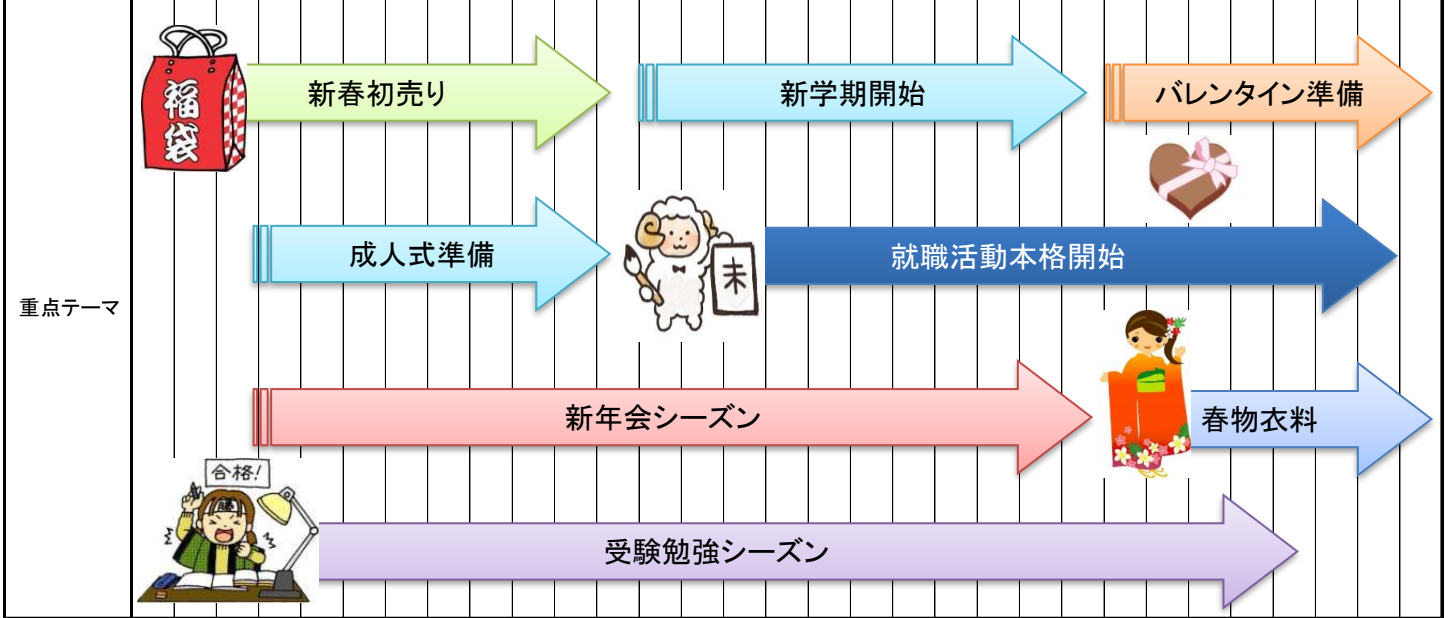 重点テーマ
福袋
新春初売り
新学期開始
バレンタイン準備
成人式準備
未
就職活動本格開始
新年会シーズン
春物衣料
合格!
勝
受験勉強シーズン